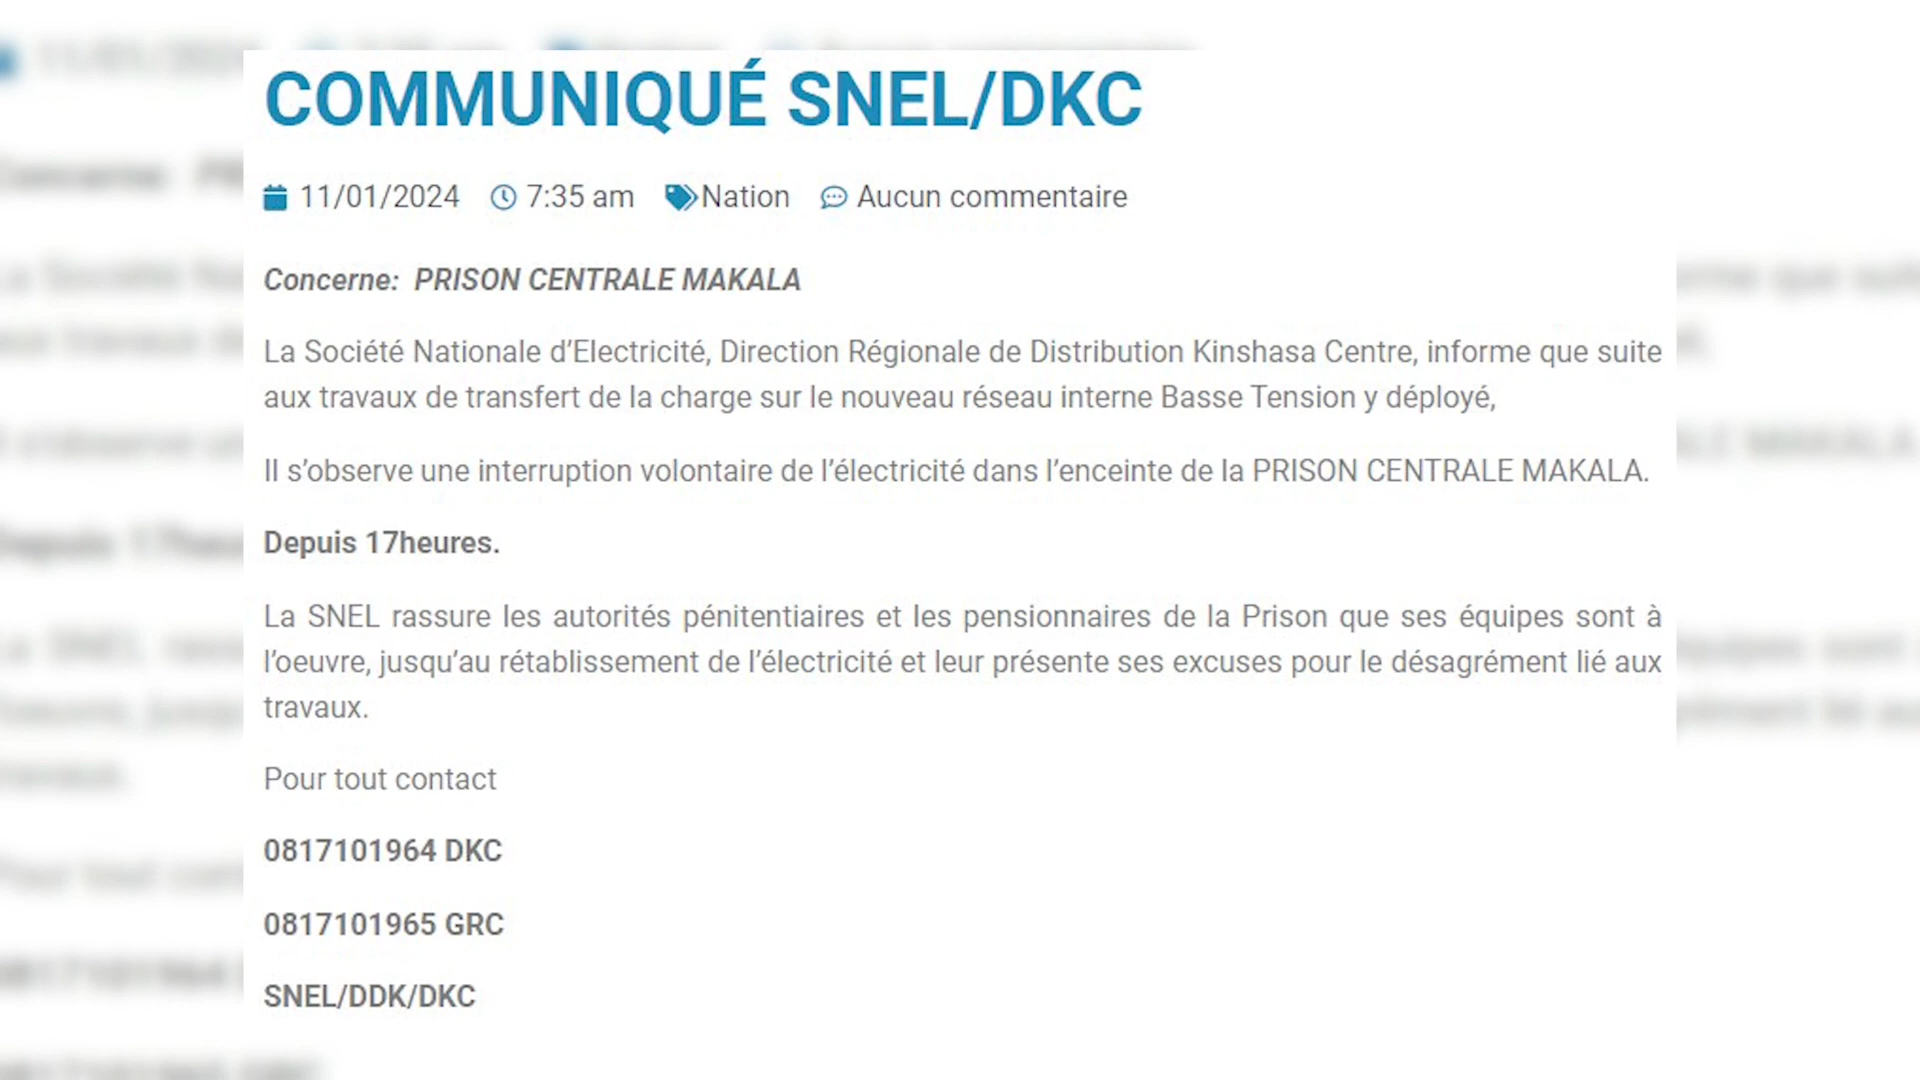 COMMUNIQUÉ SNEL/DKC
11/01/2024 7:35 am Nation Aucun commentaire
Concerne: PRISON CENTRALE MAKALA
La Société Nationale d’Electricité, Direction Régionale de Distribution Kinshasa Centre, informe que suite
aux travaux de transfert de la charge sur le nouveau réseau interne Basse Tension y déployé,
Il s’observe une interruption volontaire de l’électricité dans l’enceinte de la PRISON CENTRALE MAKALA.
Depuis 17heures.
La SNEL rassure les autorités pénitentiaires et les pensionnaires de la Prison que ses équipes sont à
l’oeuvre, jusqu’au rétablissement de l’électricité et leur présente ses excuses pour le désagrément lié aux
travaux.
Pour tout contact
0817101964 DKC
0817101965 GRC
SNEL/DDK/DKC